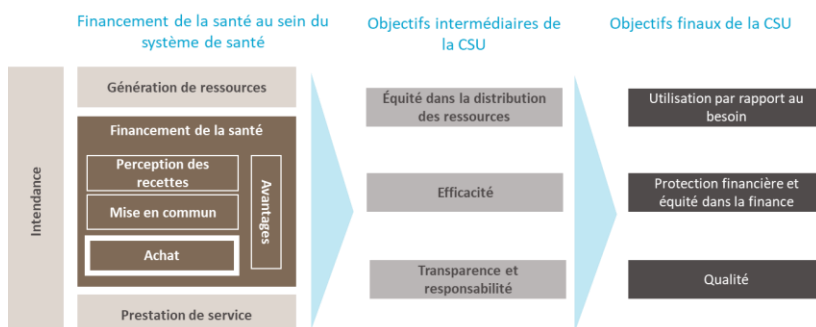 Financement de la santé au sein du
système de santé
Objectifs intermédiaires de
la CSU
Objectifs finaux de la CSU
Intendance
Génération de ressources
Financement de la santé
Perception des
recettes
Mise en commun
Achat
Avantages
Prestation de service
Équité dans la distribution
des ressources
Efficacité
Transparence et
responsabilité
Utilisation par rapport au
besoin
Protection financière et
équité dans la finance
Qualité